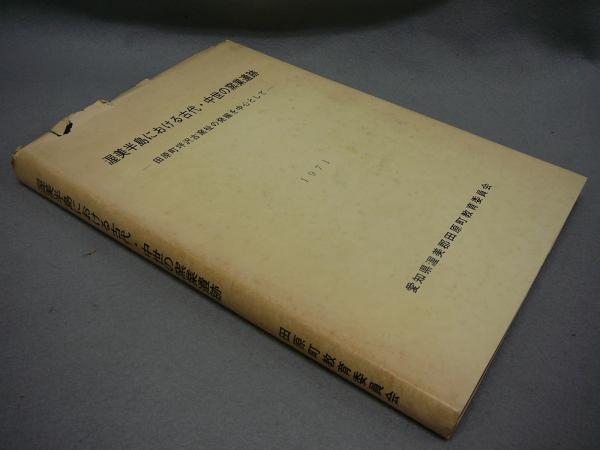 渥美半島における古代・中世の窯業遺跡
—田原町坪沢古窯址の発掘を中心として—
1971
愛知県渥美郡田原町教育委員会
渥美半島における古代・中世の窯業遺跡
田原町教育委員会